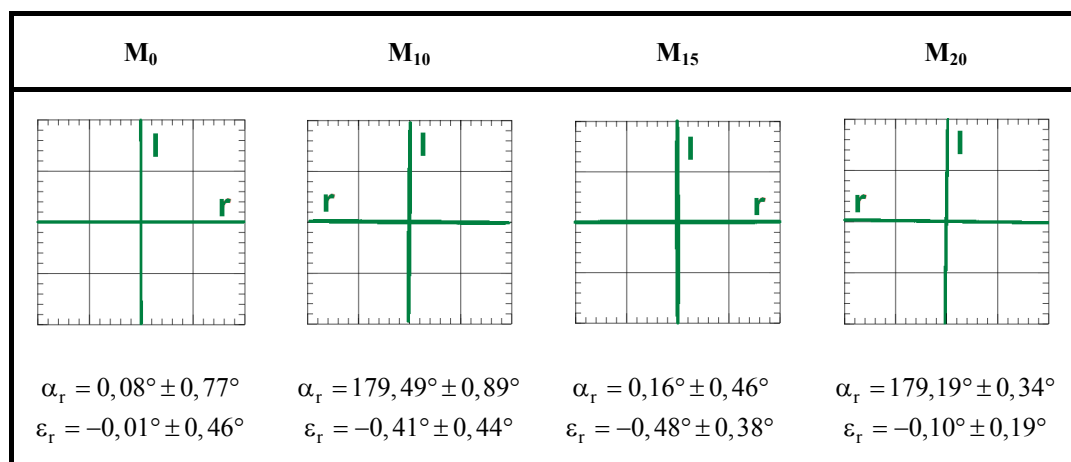 M₀ M₁₀ M₁₅ M₂₀
l l l l
r r r r
αᵣ = 0,08° ± 0,77° αᵣ = 179,49° ± 0,89° αᵣ = 0,16° ± 0,46° αᵣ = 179,19° ± 0,34°
εᵣ = −0,01° ± 0,46° εᵣ = −0,41° ± 0,44° εᵣ = −0,48° ± 0,38° εᵣ = −0,10° ± 0,19°